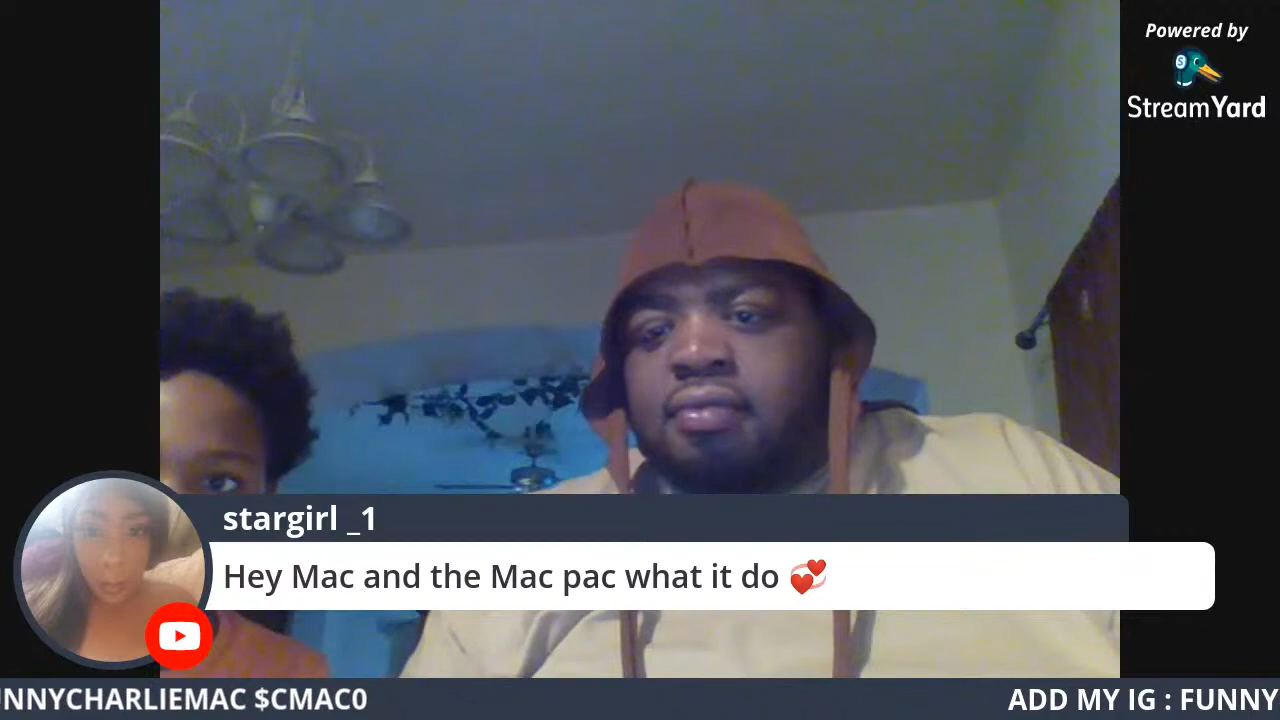 Powered by
StreamYard
stargirl _1
Hey Mac and the Mac pac what it do 💞
NNYCHARLIEMAC $CMAC0
ADD MY IG : FUNNY